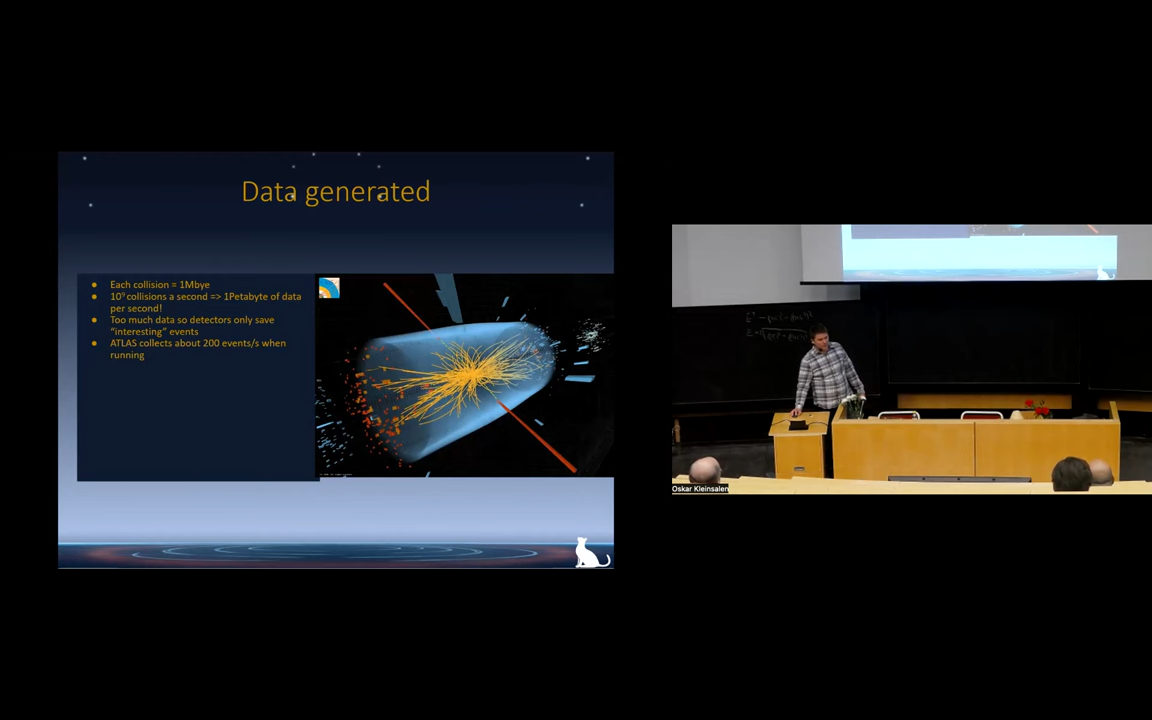 Data generated
● Each collision = 1Mbye
● 10⁹ collisions a second => 1Petabyte of data
per second!
● Too much data so detectors only save
“interesting” events
● ATLAS collects about 200 events/s when
running
Oskar Kleinsalen